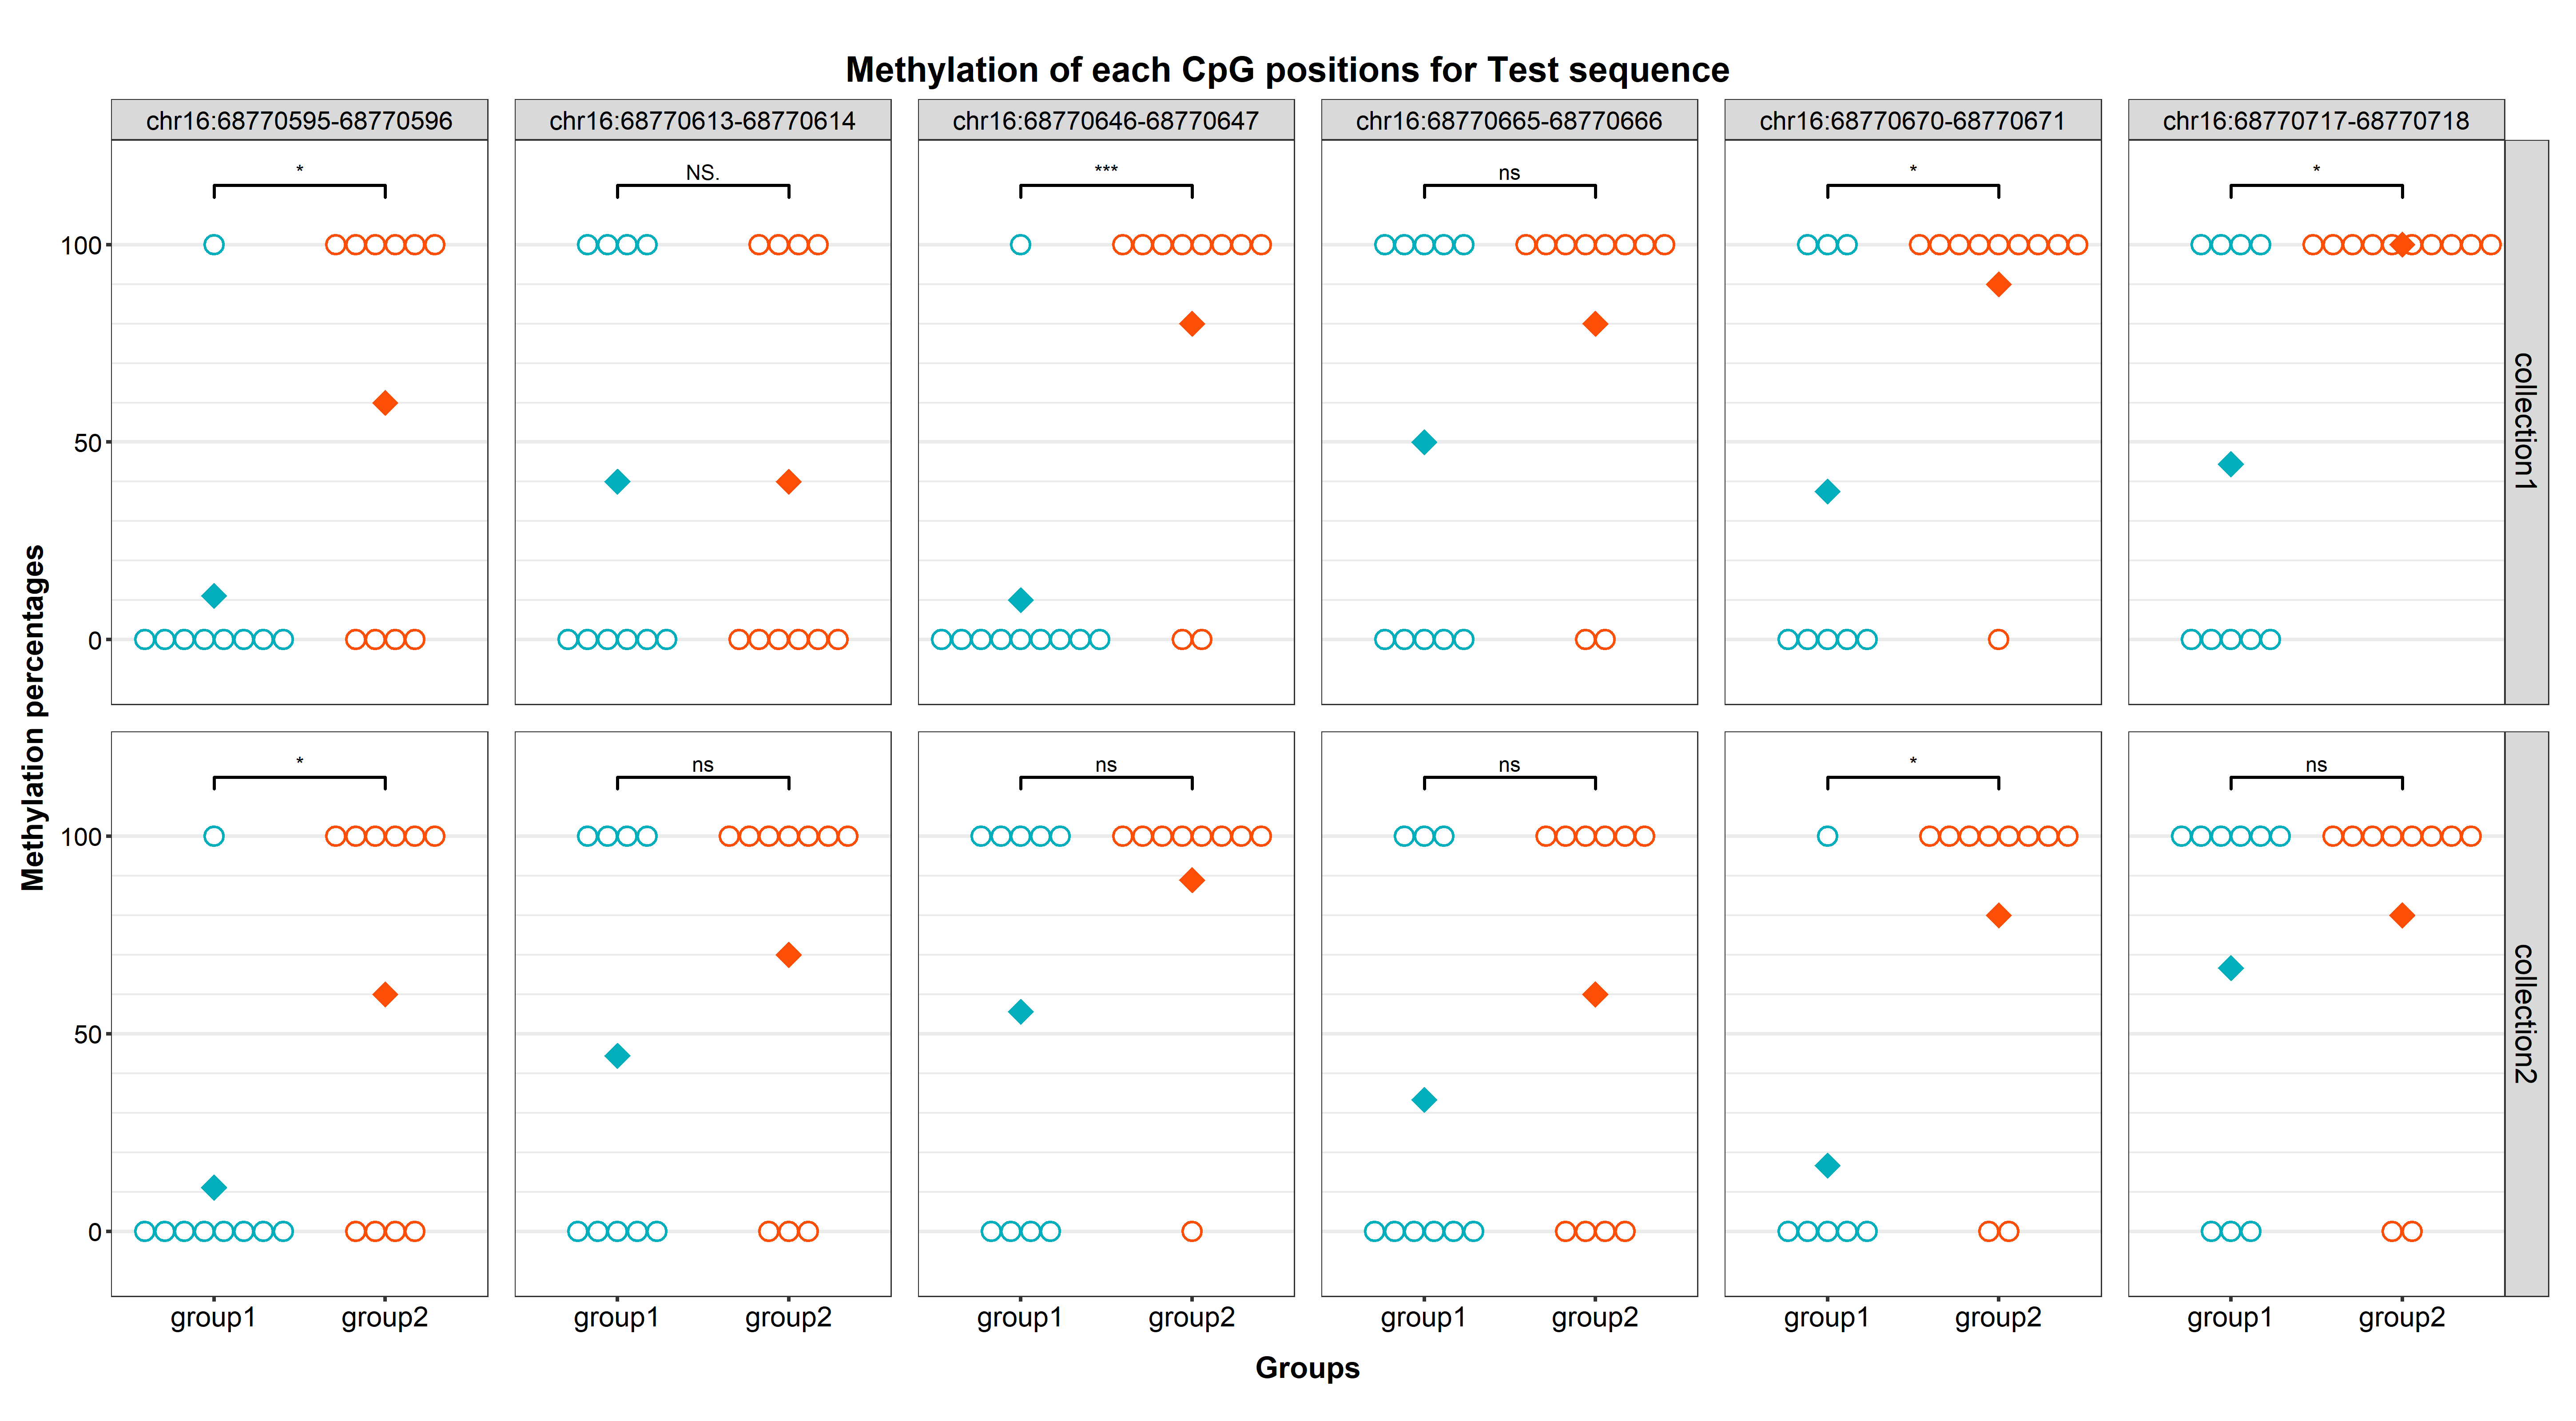 Methylation of each CpG positions for Test sequence
chr16:68770595-68770596
chr16:68770613-68770614
chr16:68770646-68770647
chr16:68770665-68770666
chr16:68770670-68770671
chr16:68770717-68770718
*
NS.
***
ns
*
*
100
50
0
collection1
Methylation percentages
*
ns
ns
ns
*
ns
100
50
0
collection2
group1
group2
group1
group2
group1
group2
group1
group2
group1
group2
group1
group2
Groups